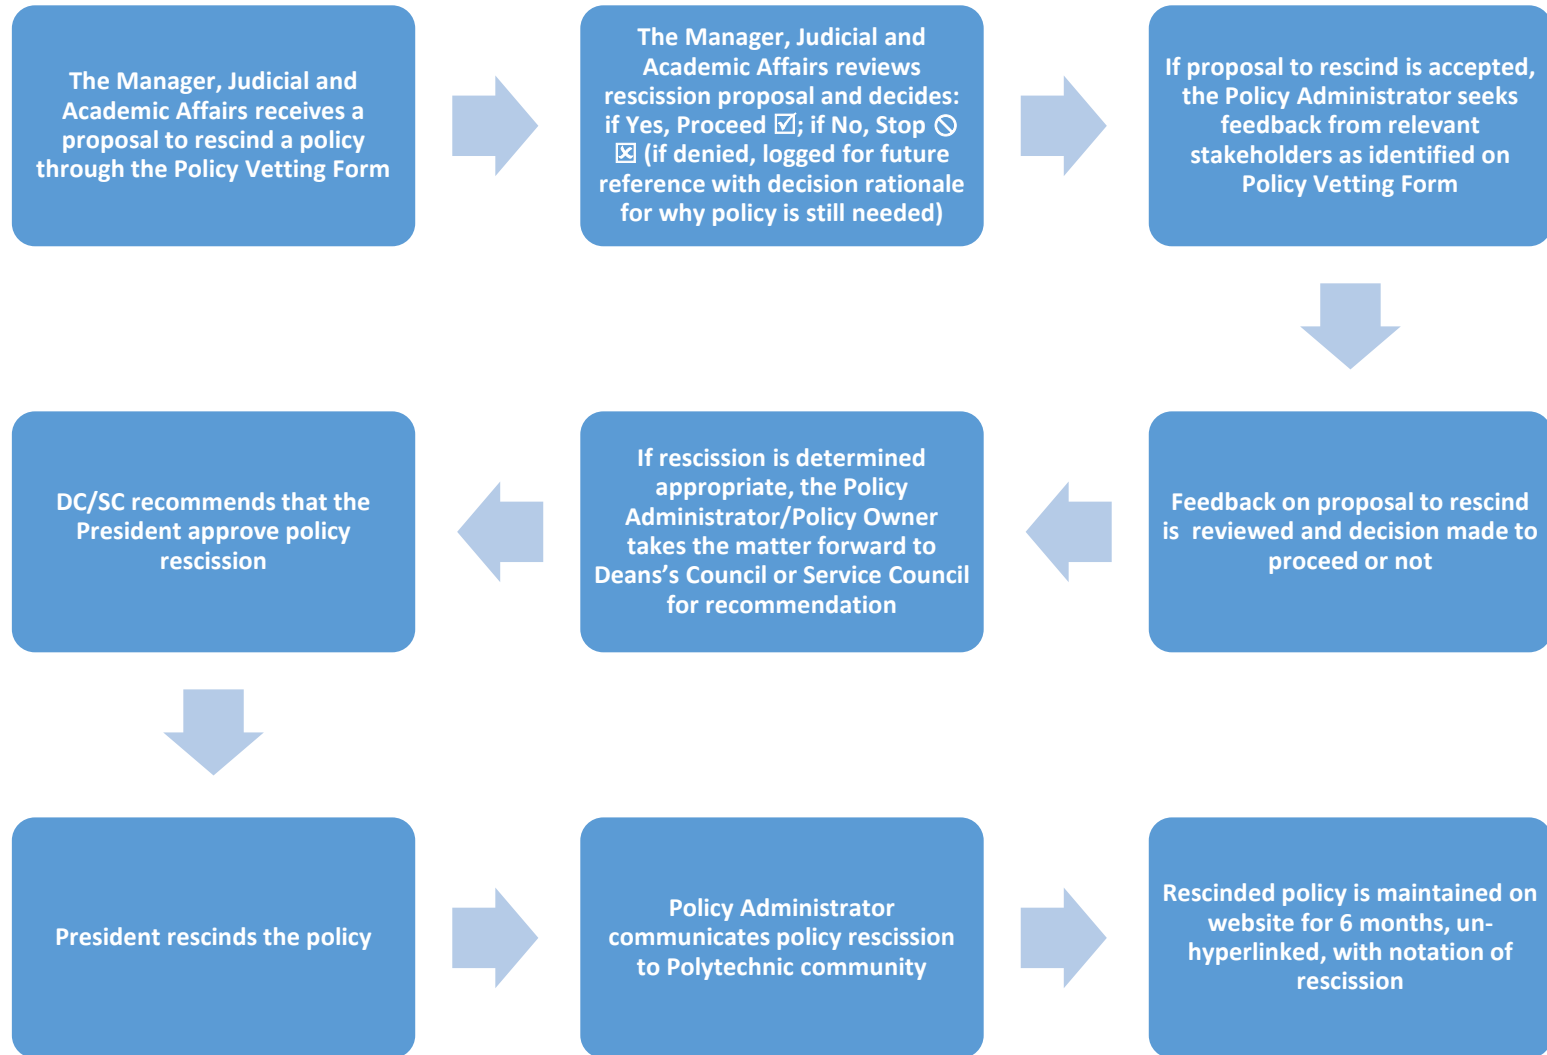 The Manager, Judicial and
Academic Affairs receives a
proposal to rescind a policy
through the Policy Vetting Form
The Manager, Judicial and
Academic Affairs reviews
rescission proposal and decides:
if Yes, Proceed ☑; if No, Stop 🛇
☒ (if denied, logged for future
reference with decision rationale
for why policy is still needed)
If proposal to rescind is accepted,
the Policy Administrator seeks
feedback from relevant
stakeholders as identified on
Policy Vetting Form
Feedback on proposal to rescind
is  reviewed and decision made to
proceed or not
If rescission is determined
appropriate, the Policy
Administrator/Policy Owner
takes the matter forward to
Deans’s Council or Service Council
for recommendation
DC/SC recommends that the
President approve policy
rescission
President rescinds the policy
Policy Administrator
communicates policy rescission
to Polytechnic community
Rescinded policy is maintained on
website for 6 months, un-
hyperlinked, with notation of
rescission